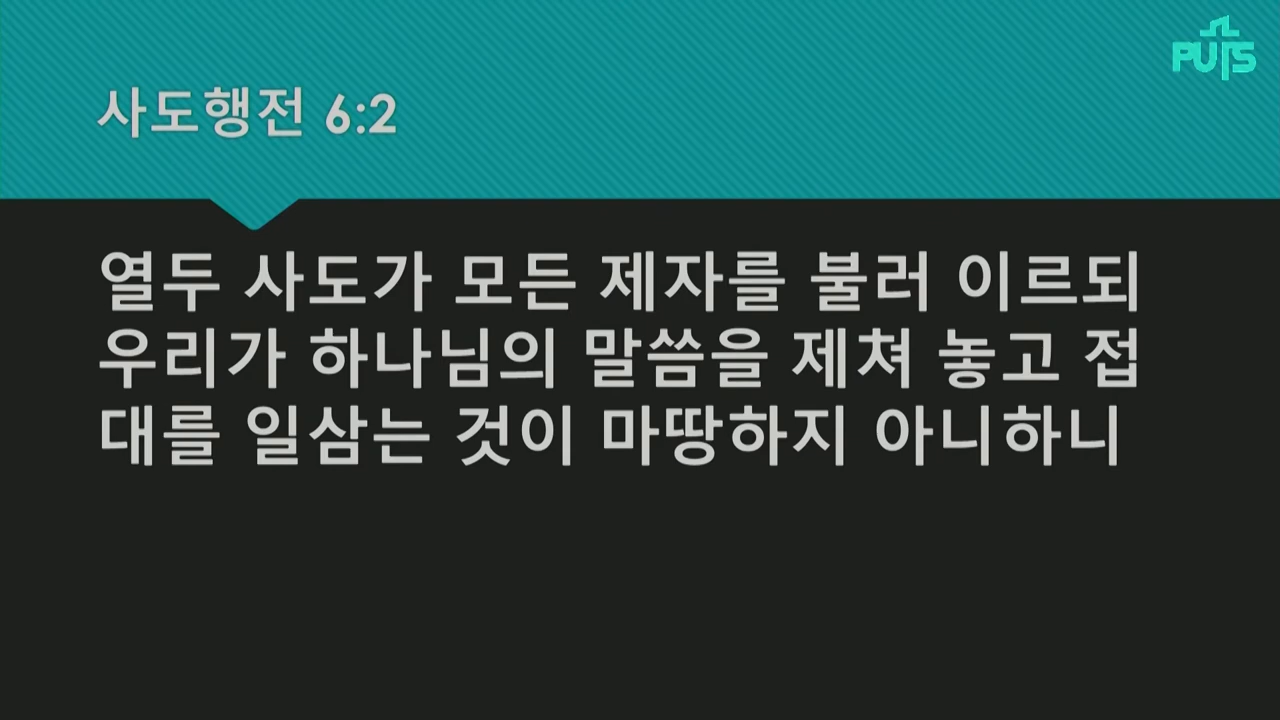 PUTS
사도행전 6:2
열두 사도가 모든 제자를 불러 이르되
우리가 하나님의 말씀을 제쳐 놓고 접
대를 일삼는 것이 마땅하지 아니하니